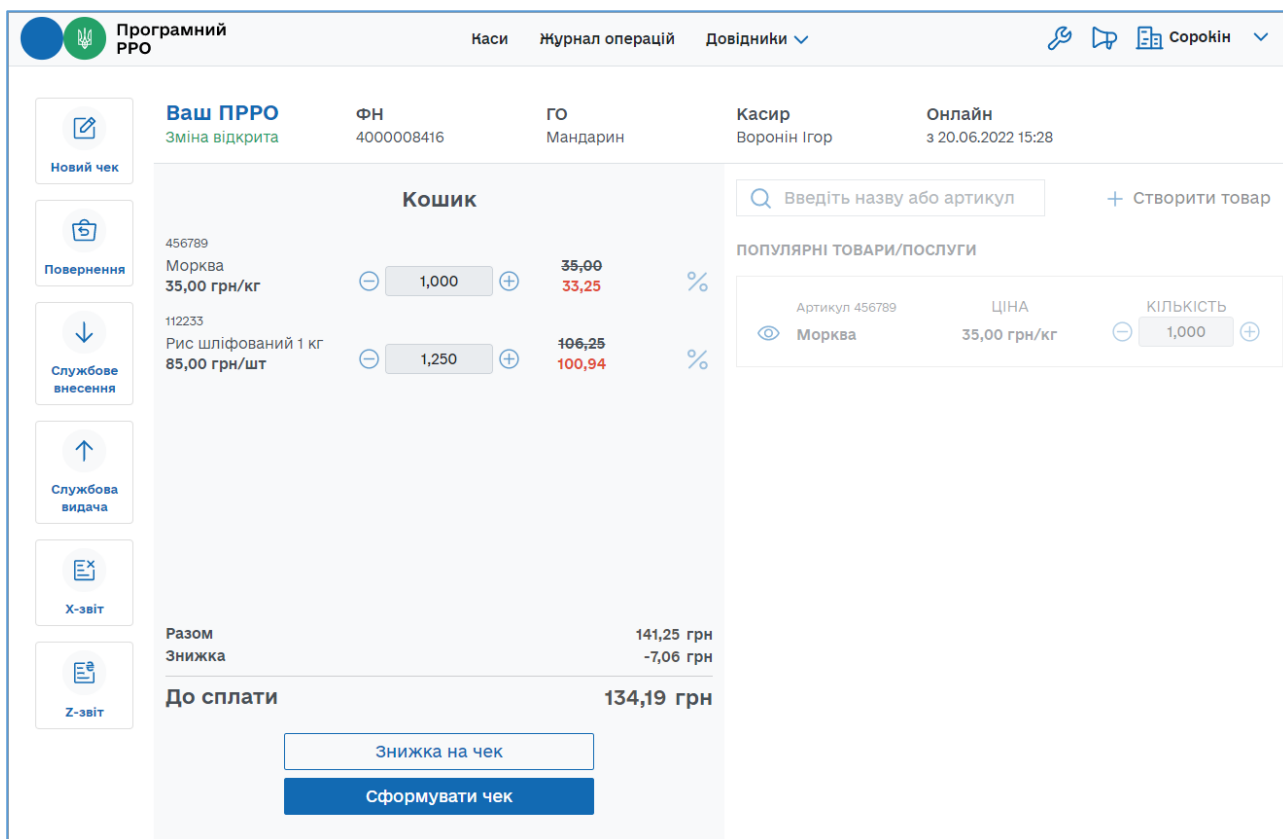 Програмний
РРО
Каси Журнал операцій Довідники
Сорокін
Новий чек
Повернення
Службове
внесення
Службова
видача
X-звіт
Z-звіт
Ваш ПРРО
Зміна відкрита
ФН
4000008416
ГО
Мандарин
Касир
Воронін Ігор
Онлайн
з 20.06.2022 15:28
Кошик
456789
Морква
35,00 грн/кг
1,000
35,00
33,25
%
112233
Рис шліфований 1 кг
85,00 грн/шт
1,250
106,25
100,94
%
Разом 141,25 грн
Знижка -7,06 грн
До сплати 134,19 грн
Знижка на чек
Сформувати чек
Введіть назву або артикул
+ Створити товар
ПОПУЛЯРНІ ТОВАРИ/ПОСЛУГИ
Артикул 456789 ЦІНА КІЛЬКІСТЬ
Морква 35,00 грн/кг 1,000